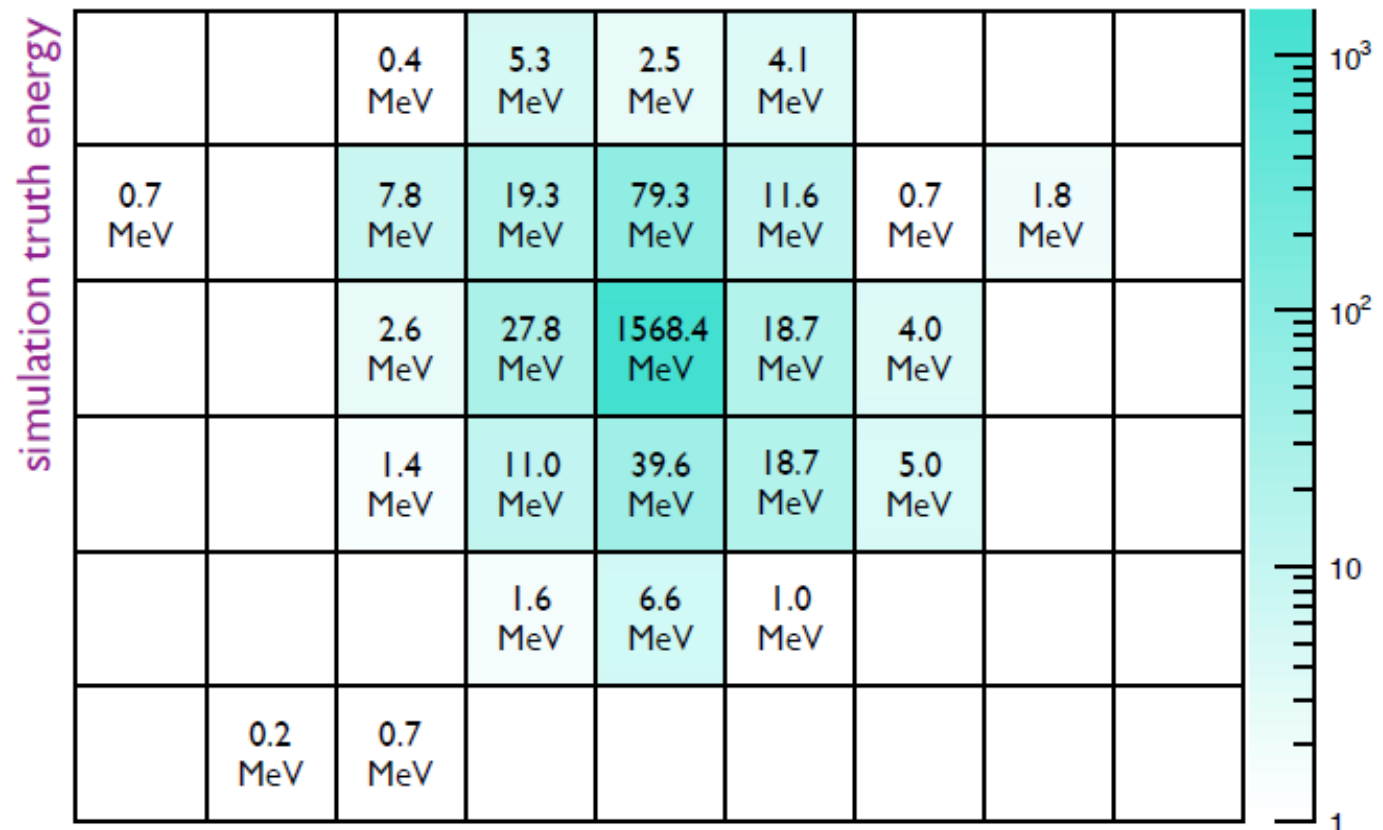 simulation truth energy
0.4 MeV
5.3 MeV
2.5 MeV
4.1 MeV
0.7 MeV
7.8 MeV
19.3 MeV
79.3 MeV
11.6 MeV
0.7 MeV
1.8 MeV
2.6 MeV
27.8 MeV
1568.4 MeV
18.7 MeV
4.0 MeV
1.4 MeV
11.0 MeV
39.6 MeV
18.7 MeV
5.0 MeV
1.6 MeV
6.6 MeV
1.0 MeV
0.2 MeV
0.7 MeV
10³
10²
10
1